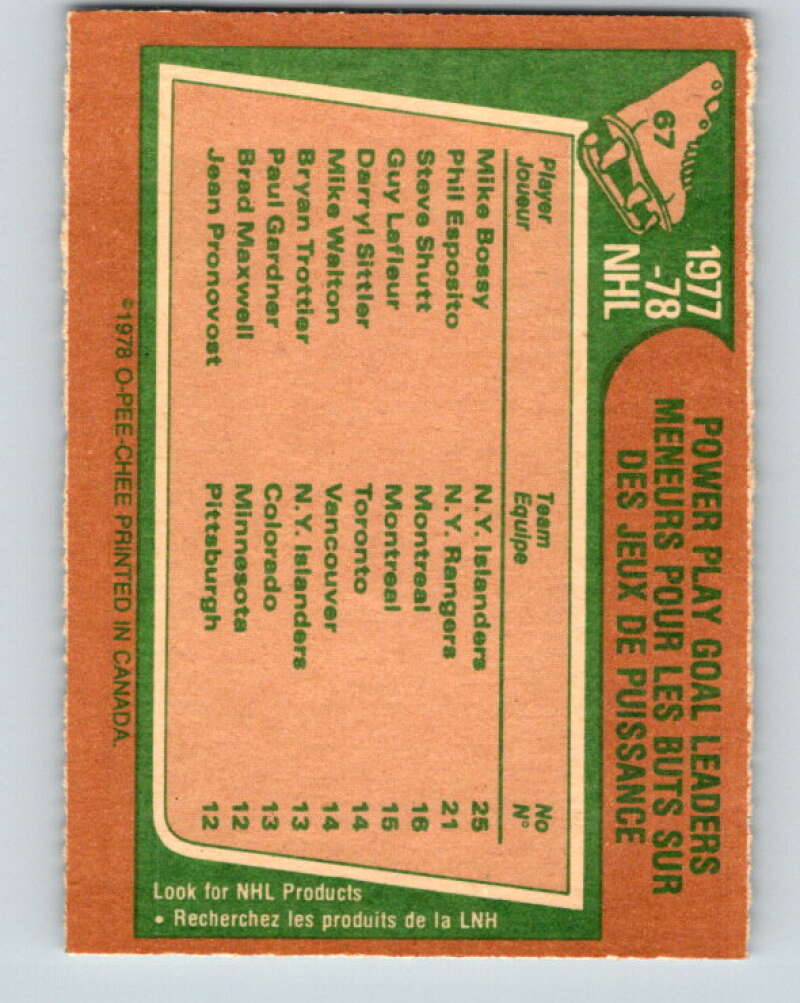 67
1977
-78
NHL
POWER PLAY GOAL LEADERS
MENEURS POUR LES BUTS SUR
DES JEUX DE PUISSANCE
Player Team No
Joueur Equipe N°
Mike Bossy N.Y. Islanders 25
Phil Esposito N.Y. Rangers 21
Steve Shutt Montreal 16
Guy Lafleur Montreal 15
Darryl Sittler Toronto 14
Mike Walton Vancouver 14
Bryan Trottier N.Y. Islanders 13
Paul Gardner Colorado 13
Brad Maxwell Minnesota 12
Jean Pronovost Pittsburgh 12
Look for NHL Products
• Recherchez les produits de la LNH
©1978 O-PEE-CHEE PRINTED IN CANADA.